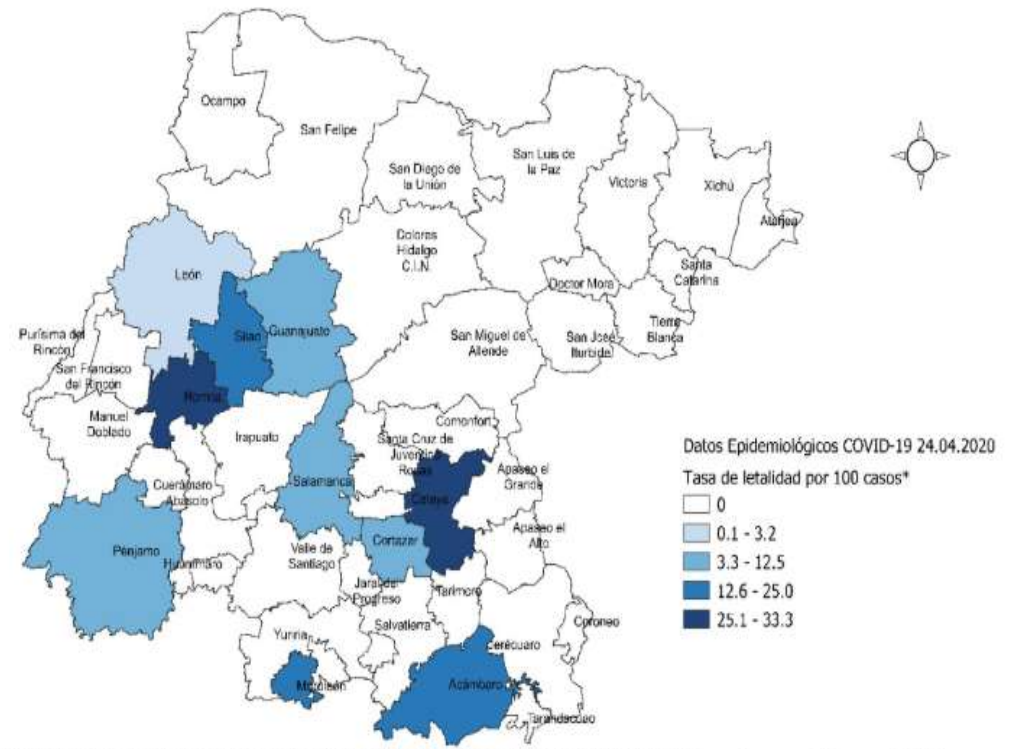 Ocampo
San Felipe
San Diego de
la Unión
San Luis de
la Paz
Victoria
Xichú
Atarjea
Dolores
Hidalgo
C.I.N.
León
Santa
Catarina
Doctor Mora
Tierra
Blanca
San José
Iturbide
San Miguel de
Allende
Silao
Guanajuato
Purísima del
Rincón
San Francisco
del Rincón
Romita
Manuel
Doblado
Irapuato
Comonfort
Santa Cruz de
Juventino
Rosas
Apaseo el
Grande
Salamanca
Celaya
Cuerámaro
Abasolo
Apaseo el
Alto
Cortazar
Pénjamo
Huanímaro
Valle de
Santiago
Jaral del
Progreso
Tarimoro
Salvatierra
Coroneo
Jerécuaro
Yuriria
Moroleón
Acámbaro
Tarandacuao
Datos Epidemiológicos COVID-19 24.04.2020
Tasa de letalidad por 100 casos*
0
0.1 - 3.2
3.3 - 12.5
12.6 - 25.0
25.1 - 33.3